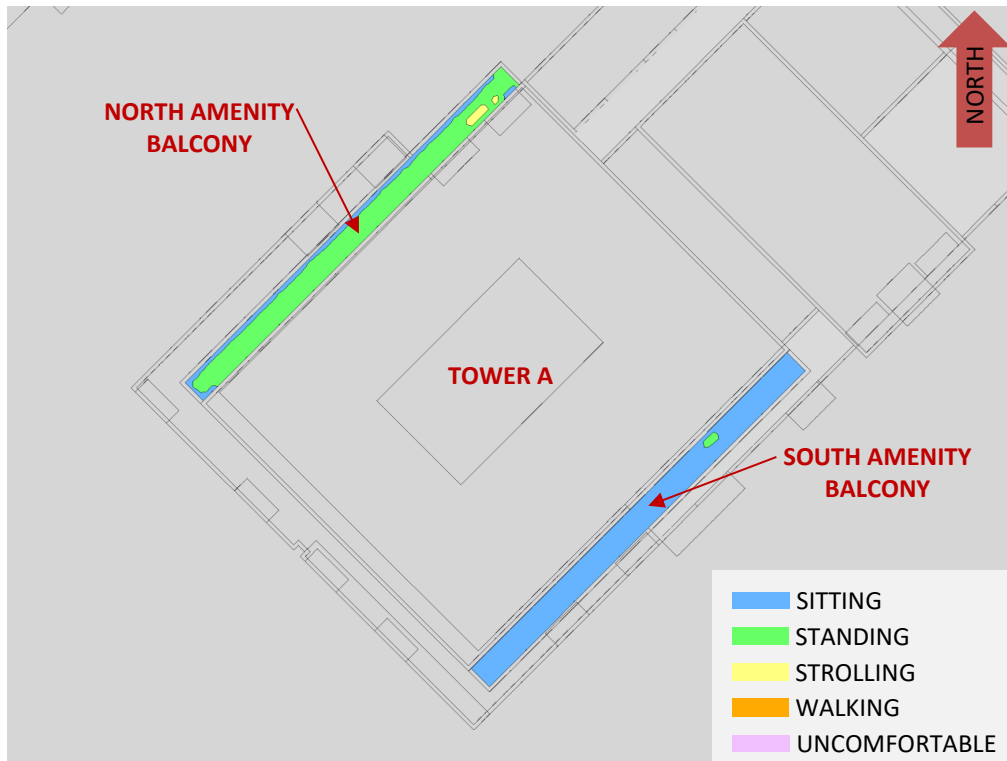 NORTH
NORTH AMENITY
BALCONY
TOWER A
SOUTH AMENITY
BALCONY
SITTING
STANDING
STROLLING
WALKING
UNCOMFORTABLE